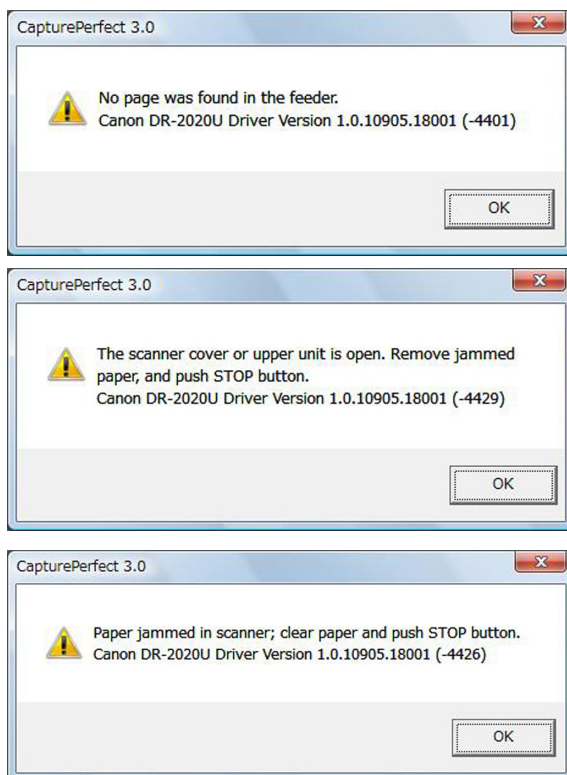 CapturePerfect 3.0
No page was found in the feeder.
Canon DR-2020U Driver Version 1.0.10905.18001 (-4401)
OK
CapturePerfect 3.0
The scanner cover or upper unit is open. Remove jammed
paper, and push STOP button.
Canon DR-2020U Driver Version 1.0.10905.18001 (-4429)
OK
CapturePerfect 3.0
Paper jammed in scanner; clear paper and push STOP button.
Canon DR-2020U Driver Version 1.0.10905.18001 (-4426)
OK